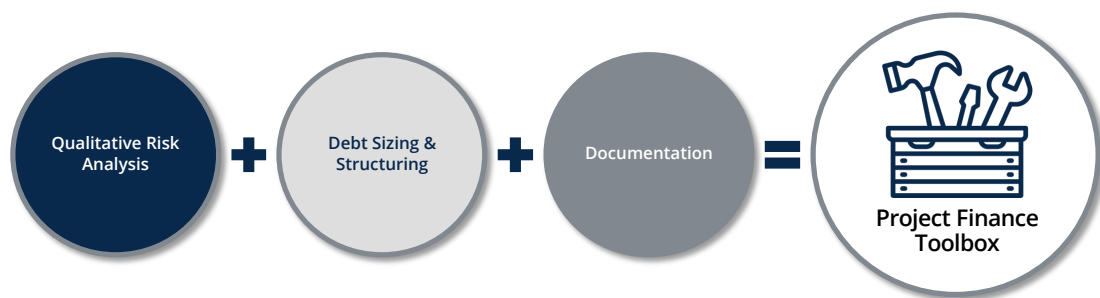 Qualitative Risk
Analysis
Debt Sizing &
Structuring
Documentation
Project Finance
Toolbox